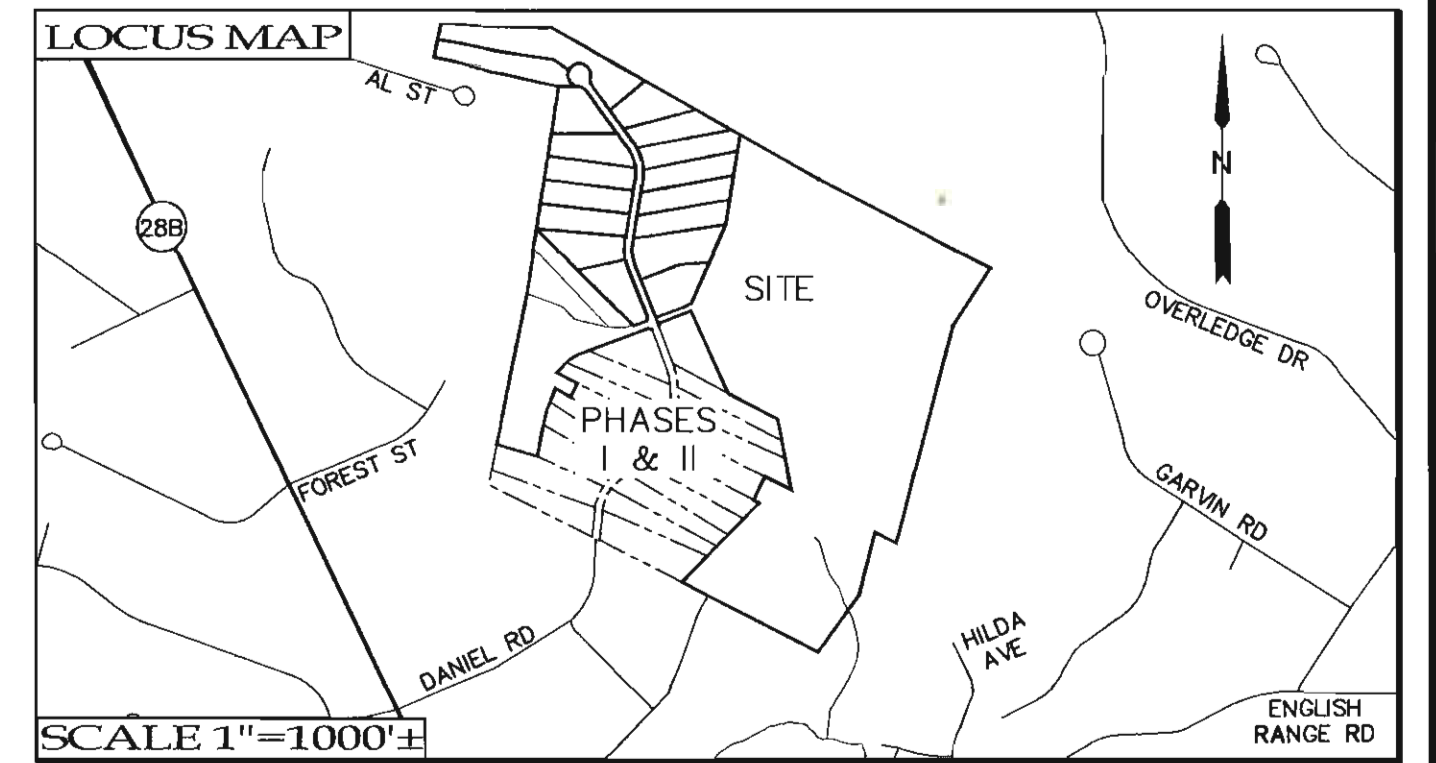 LOCUS MAP
AL ST
28B
N
SITE
OVERLEDGE DR
PHASES
I & II
FOREST ST
GARVIN RD
HILDA
AVE
DANIEL RD
ENGLISH
RANGE RD
SCALE 1"=1000'±